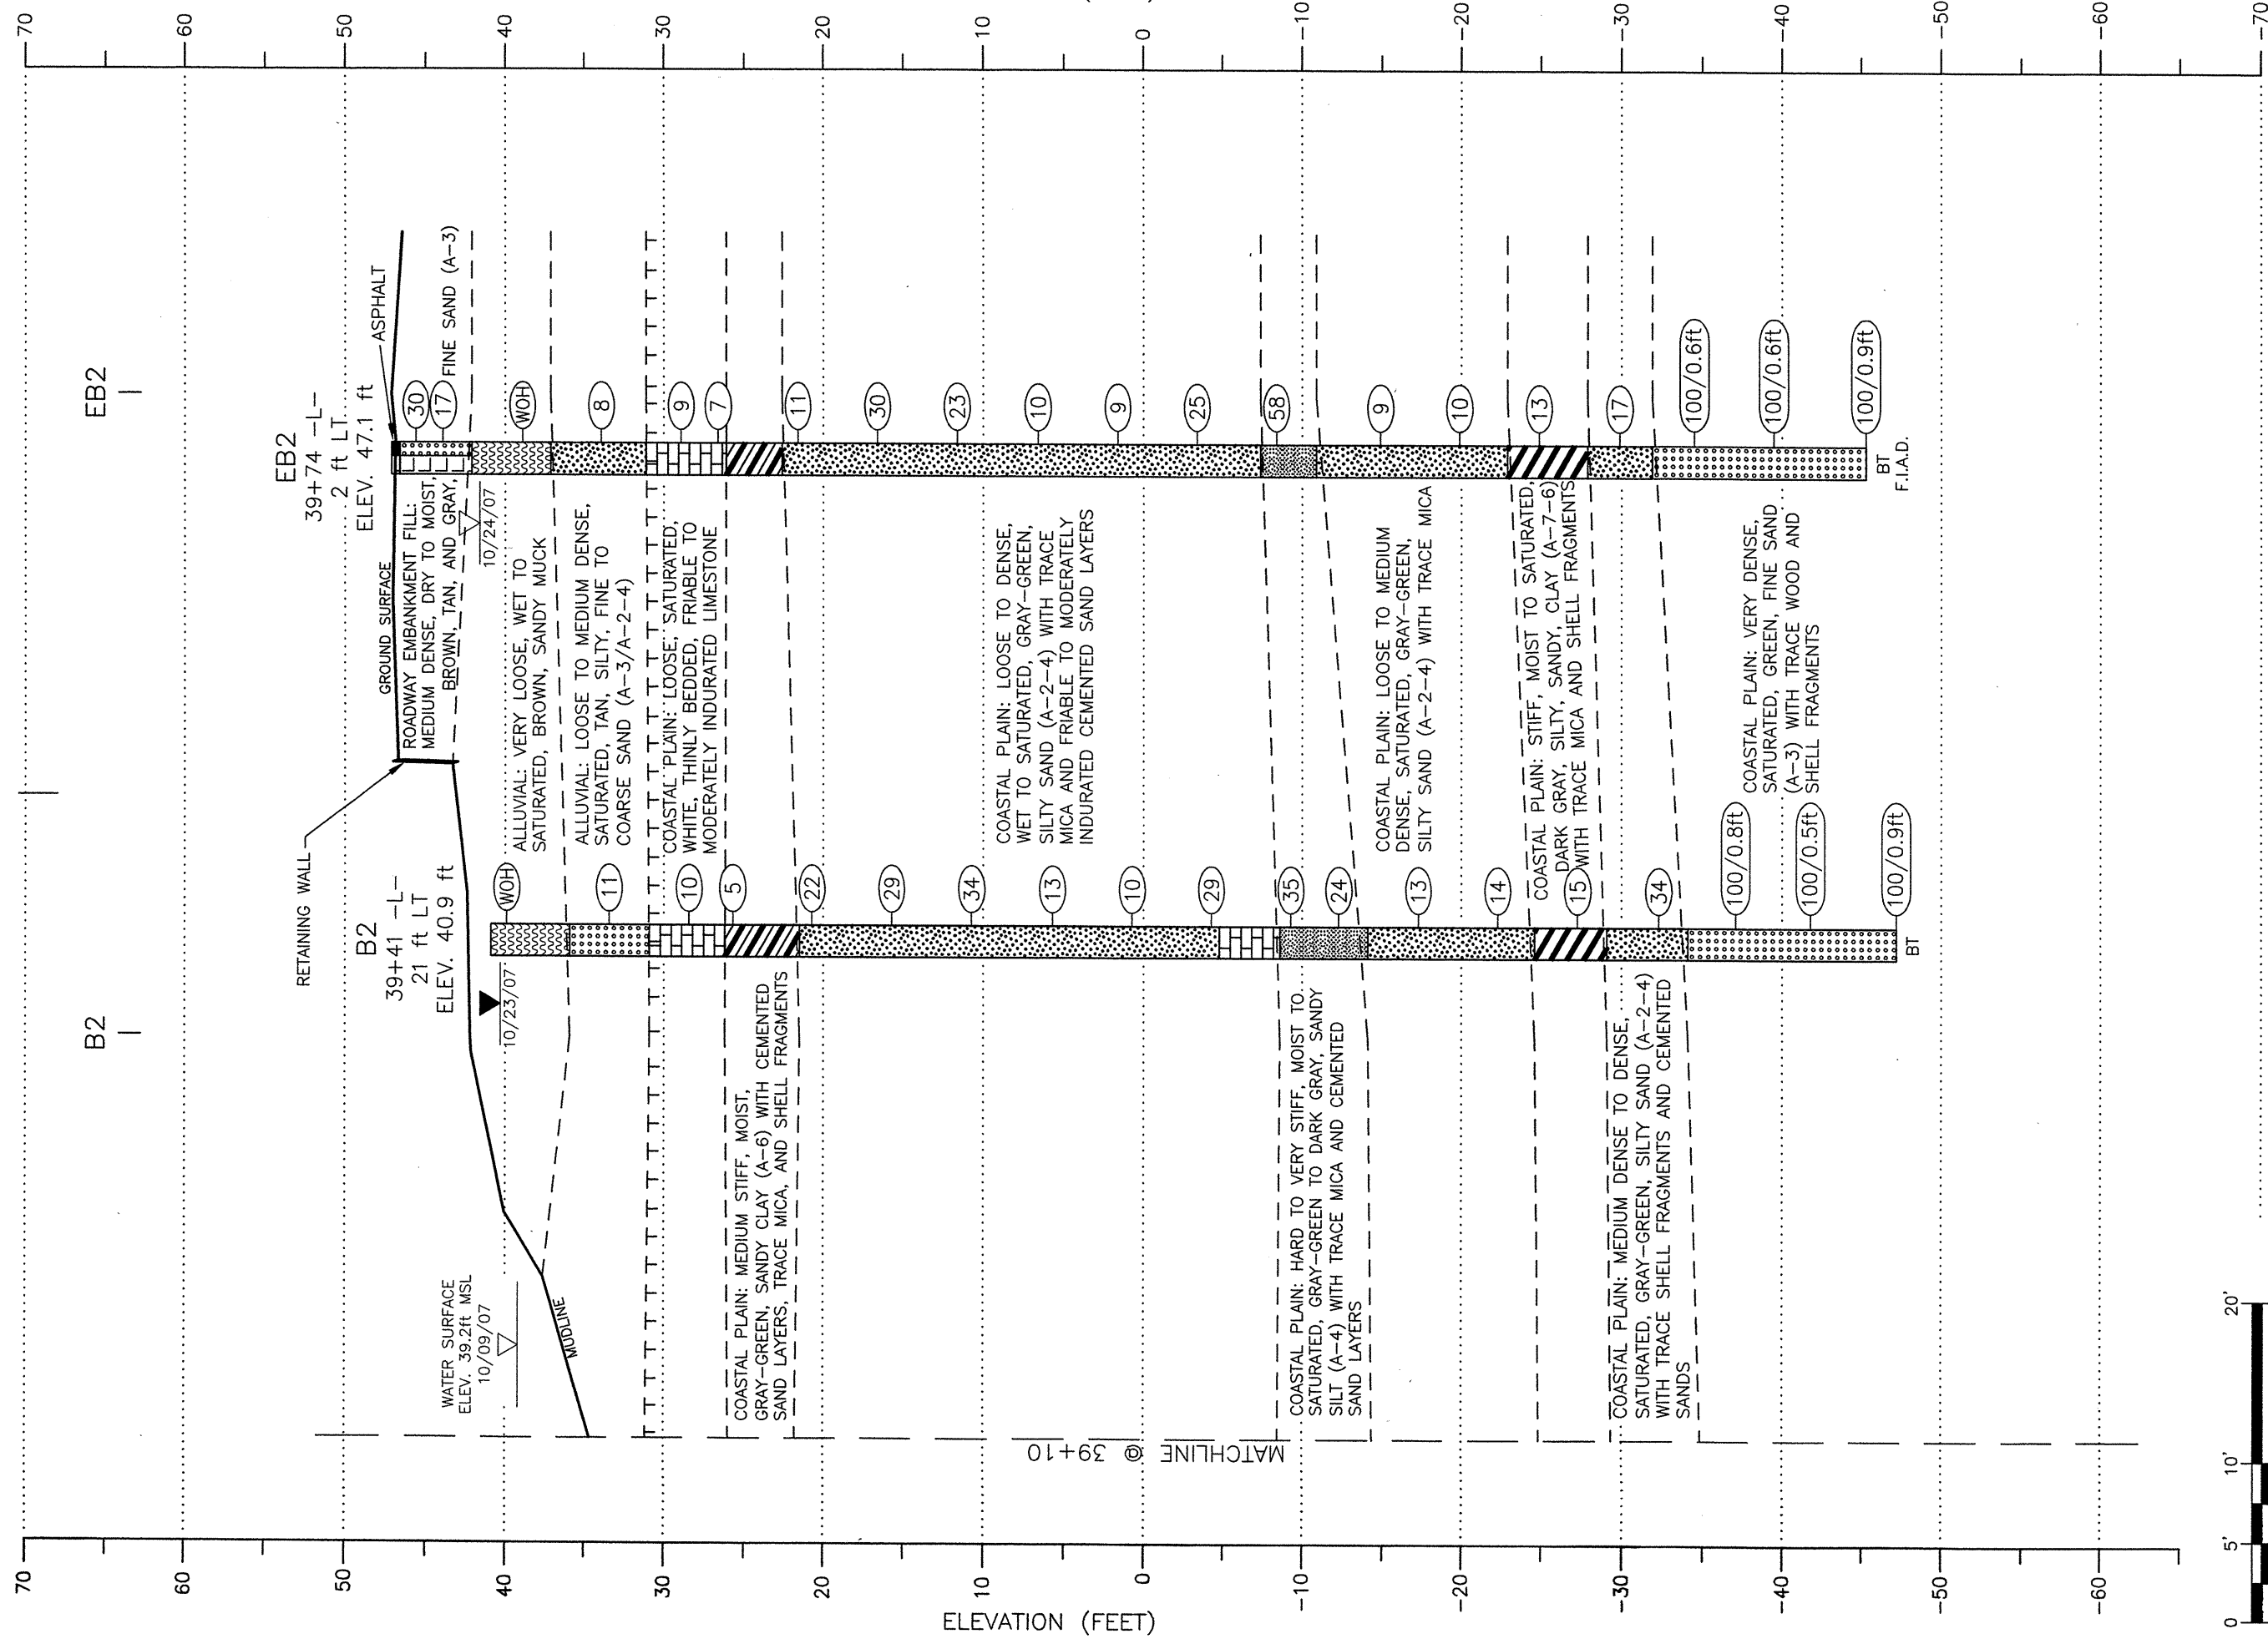 B2
EB2
EB2
39+74 -L-
2 ft LT
ELEV. 47.1 ft
B2
39+41 -L-
21 ft LT
ELEV. 40.9 ft
RETAINING WALL
GROUND SURFACE
ASPHALT
WATER SURFACE
ELEV. 39.2ft MSL
10/09/07
MUDLINE
10/23/07
10/24/07
ROADWAY EMBANKMENT FILL:
MEDIUM DENSE, DRY TO MOIST,
BROWN, TAN, AND GRAY, FINE SAND (A-3)
ALLUVIAL: VERY LOOSE, WET TO
SATURATED, BROWN, SANDY MUCK
ALLUVIAL: LOOSE TO MEDIUM DENSE,
SATURATED, TAN, SILTY, FINE TO
COARSE SAND (A-3/A-2-4)
COASTAL PLAIN: LOOSE, SATURATED,
WHITE, THINLY BEDDED, FRIABLE TO
MODERATELY INDURATED LIMESTONE
COASTAL PLAIN: MEDIUM STIFF, MOIST,
GRAY-GREEN, SANDY CLAY (A-6) WITH CEMENTED
SAND LAYERS, TRACE MICA, AND SHELL FRAGMENTS
COASTAL PLAIN: LOOSE TO DENSE,
WET TO SATURATED, GRAY-GREEN,
SILTY SAND (A-2-4) WITH TRACE
MICA AND FRIABLE TO MODERATELY
INDURATED CEMENTED SAND LAYERS
COASTAL PLAIN: HARD TO VERY STIFF, MOIST TO
SATURATED, GRAY-GREEN TO DARK GRAY, SANDY
SILT (A-4) WITH TRACE MICA AND CEMENTED
SAND LAYERS
COASTAL PLAIN: LOOSE TO MEDIUM
DENSE, SATURATED, GRAY-GREEN,
SILTY SAND (A-2-4) WITH TRACE MICA
COASTAL PLAIN: STIFF, MOIST TO SATURATED,
DARK GRAY, SILTY, SANDY, CLAY (A-7-6)
WITH TRACE MICA AND SHELL FRAGMENTS
COASTAL PLAIN: MEDIUM DENSE TO DENSE,
SATURATED, GRAY-GREEN, SILTY SAND (A-2-4)
WITH TRACE SHELL FRAGMENTS AND CEMENTED
SANDS
COASTAL PLAIN: VERY DENSE,
SATURATED, GREEN, FINE SAND
(A-3) WITH TRACE WOOD AND
SHELL FRAGMENTS
WOH
11
10
5
22
29
34
13
10
29
35
24
13
14
15
34
100/0.8ft
100/0.5ft
100/0.9ft
BT
30
17
WOH
8
9
7
11
30
23
10
9
25
58
9
10
13
17
100/0.6ft
100/0.6ft
100/0.9ft
BT
F.I.A.D.
MATCHLINE @ 39+10
ELEVATION (FEET)
70
60
50
40
30
20
10
0
-10
-20
-30
-40
-50
-60
70
60
50
40
30
20
10
0
-10
-20
-30
-40
-50
-60
-70
0
5'
10'
20'